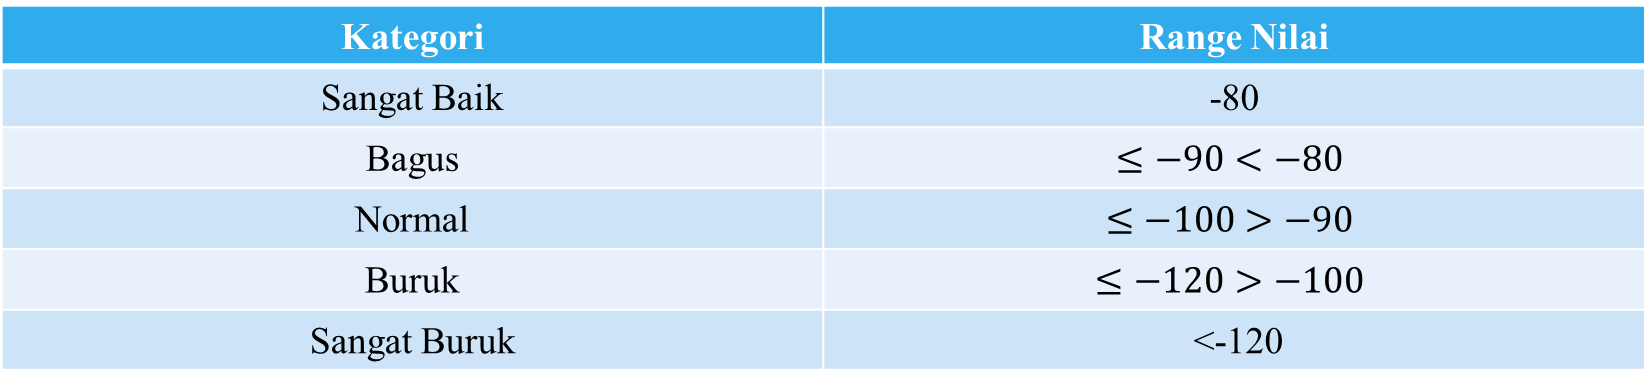 Kategori Range Nilai
Sangat Baik -80
Bagus ≤ −90 < −80
Normal ≤ −100 > −90
Buruk ≤ −120 > −100
Sangat Buruk <-120